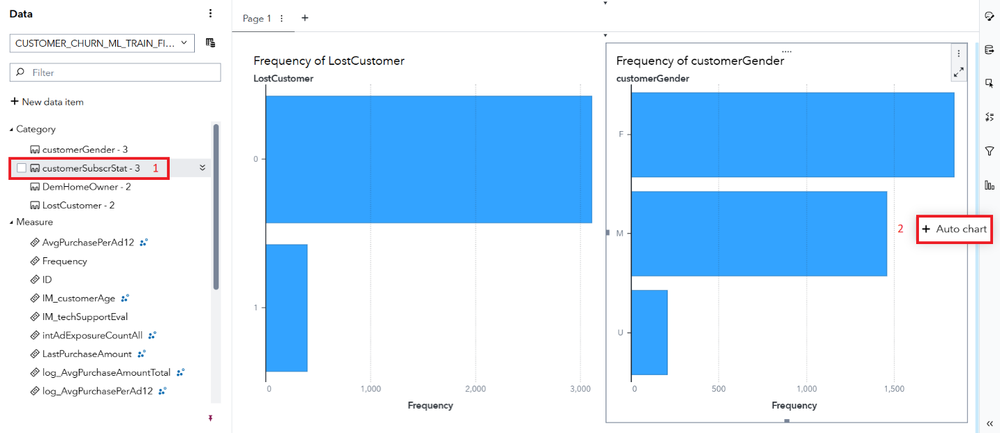 Data
CUSTOMER_CHURN_ML_TRAIN_FI...
Filter
+ New data item
Category
customerGender - 3
customerSubscrStat - 3 1
DemHomeOwner - 2
LostCustomer - 2
Measure
AvgPurchasePerAd12
Frequency
ID
IM_customerAge
IM_techSupportEval
intAdExposureCountAll
LastPurchaseAmount
log_AvgPurchaseAmountTotal
log_AvgPurchasePerAd12
Page 1
Frequency of LostCustomer
LostCustomer
0
1
0 1,000 2,000 3,000
Frequency
Frequency of customerGender
customerGender
F
M
U
0 500 1,000 1,500
Frequency
2 + Auto chart